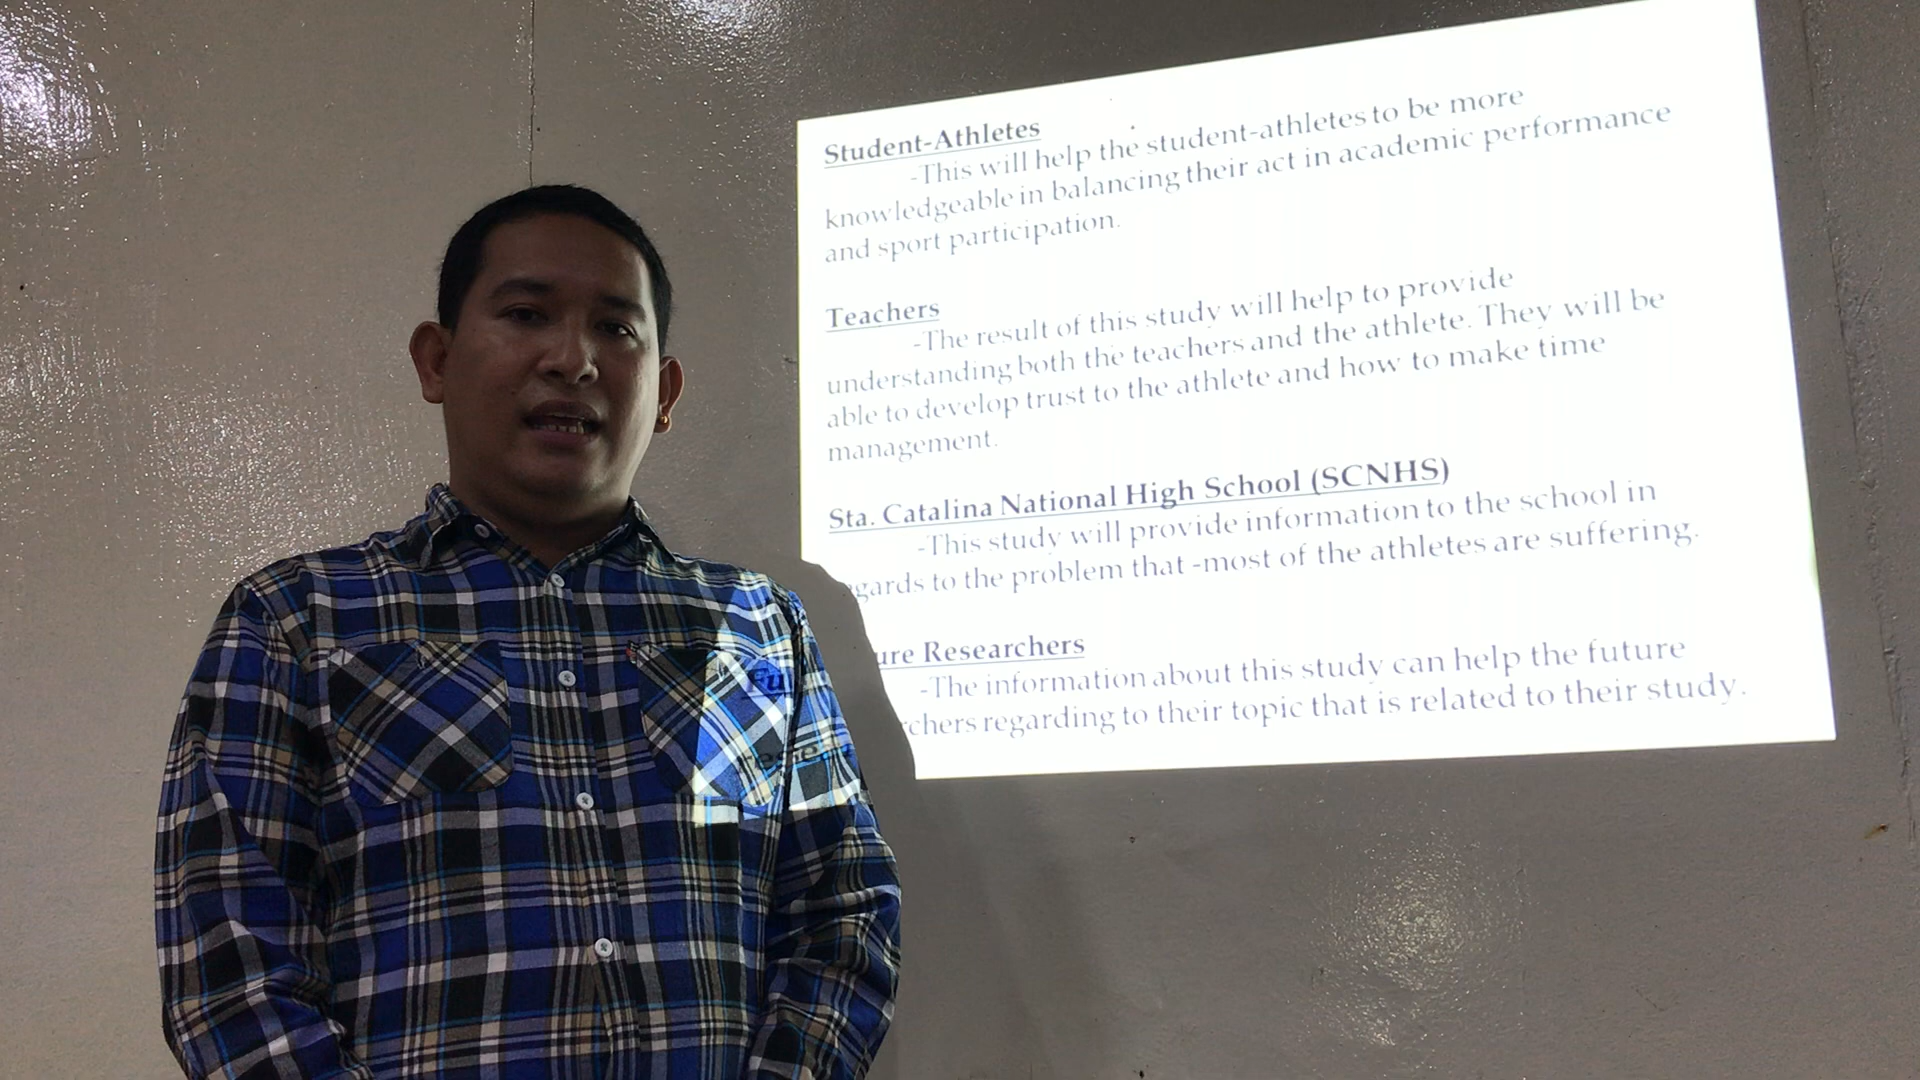 Student-Athletes
-This will help the student-athletes to be more
knowledgeable in balancing their act in academic performance
and sport participation.
Teachers
-The result of this study will help to provide
understanding both the teachers and the athlete. They will be
able to develop trust to the athlete and how to make time
management.
Sta. Catalina National High School (SCNHS)
-This study will provide information to the school in
gards to the problem that -most of the athletes are suffering.
Fu ure Researchers
-The information about this study can help the future
chers regarding to their topic that is related to their study.